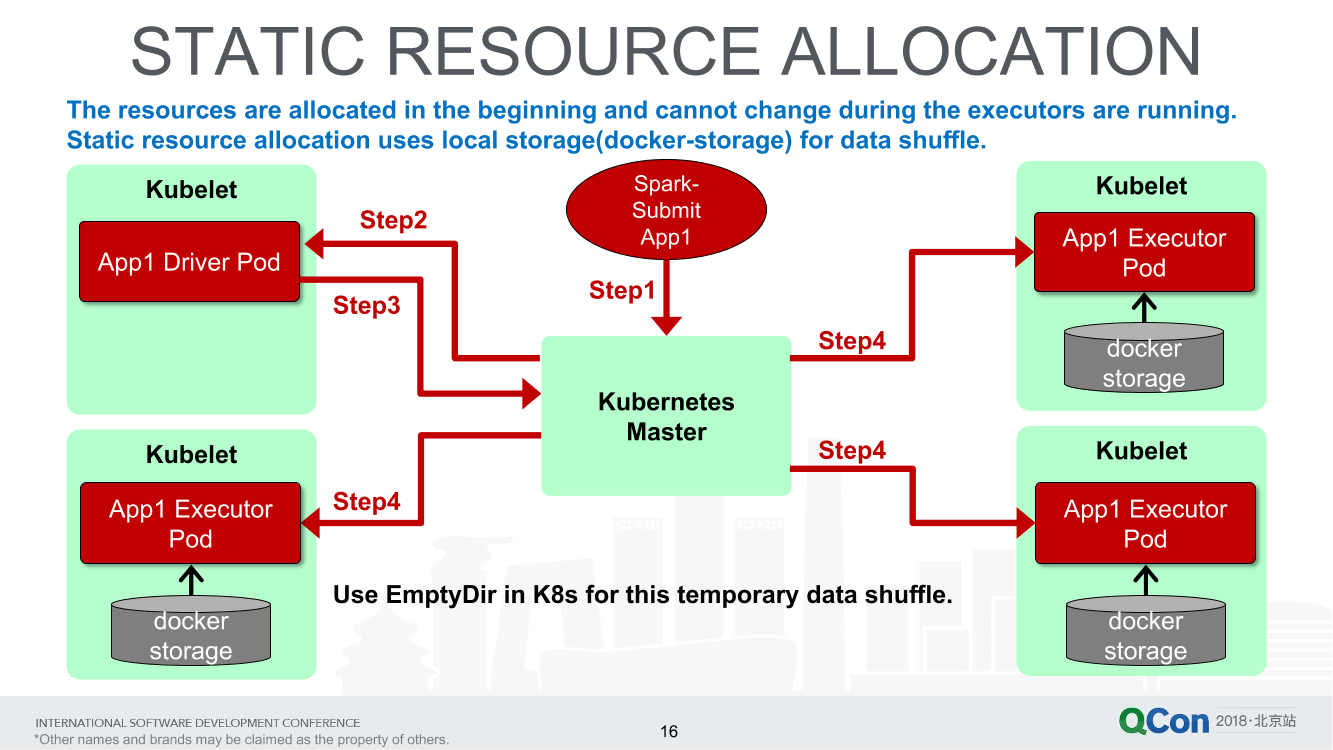 STATIC RESOURCE ALLOCATION
The resources are allocated in the beginning and cannot change during the executors are running.
Static resource allocation uses local storage(docker-storage) for data shuffle.
Kubelet
App1 Driver Pod
Step2
Step3
Spark-
Submit
App1
Step1
Kubernetes
Master
Step4
Kubelet
App1 Executor
Pod
docker
storage
Kubelet
App1 Executor
Pod
docker
storage
Step4
Step4
Kubelet
App1 Executor
Pod
docker
storage
Use EmptyDir in K8s for this temporary data shuffle.
INTERNATIONAL SOFTWARE DEVELOPMENT CONFERENCE
*Other names and brands may be claimed as the property of others.
16
QCon 2018·北京站